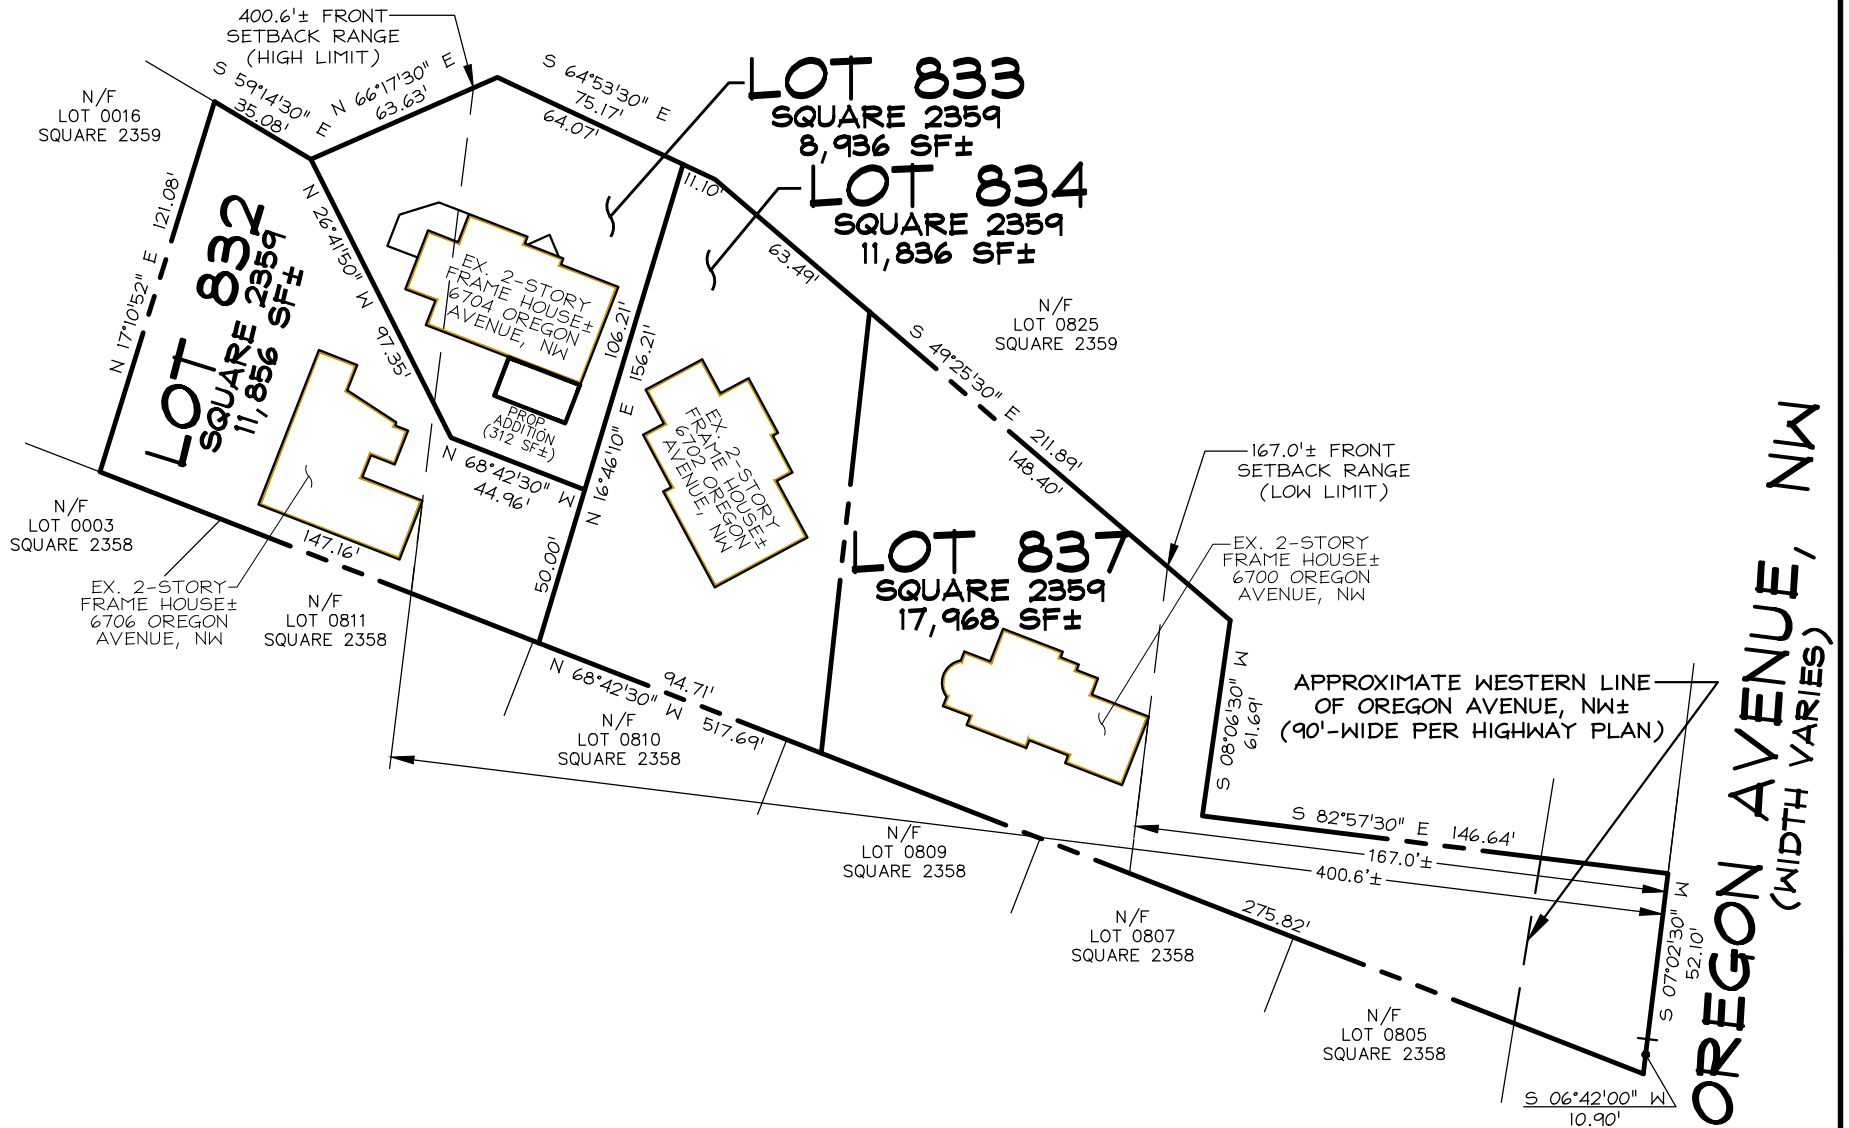 400.6'± FRONT
SETBACK RANGE
(HIGH LIMIT)
N/F
LOT 0016
SQUARE 2359
S 59°14'30" E
35.08'
N 66°17'30" E
63.63'
S 64°53'30" E
75.17'
64.07'
11.10'
LOT 833
SQUARE 2359
8,936 SF±
LOT 834
SQUARE 2359
11,836 SF±
63.49'
N/F
LOT 0825
SQUARE 2359
N 17°10'52" E 121.08'
LOT 832
SQUARE 2359
11,856 SF±
N 26°41'50" W 97.35'
EX. 2-STORY
FRAME HOUSE±
6704 OREGON
AVENUE, NW
106.21'
N 16°46'10" E 156.21'
50.00'
PROP.
ADDITION
(312 SF±)
N 68°42'30" W
44.96'
EX. 2-STORY
FRAME HOUSE±
6702 OREGON
AVENUE, NW
S 49°25'30" E 211.89'
148.40'
167.0'± FRONT
SETBACK RANGE
(LOW LIMIT)
N/F
LOT 0003
SQUARE 2358
147.16'
EX. 2-STORY
FRAME HOUSE±
6706 OREGON
AVENUE, NW
N/F
LOT 0811
SQUARE 2358
LOT 837
SQUARE 2359
17,968 SF±
EX. 2-STORY
FRAME HOUSE±
6700 OREGON
AVENUE, NW
N 68°42'30" W 517.69'
94.71'
N/F
LOT 0810
SQUARE 2358
S 08°06'30" W
61.69'
APPROXIMATE WESTERN LINE
OF OREGON AVENUE, NW±
(90'-WIDE PER HIGHWAY PLAN)
S 82°57'30" E 146.64'
167.0'±
400.6'±
N/F
LOT 0809
SQUARE 2358
275.82'
N/F
LOT 0807
SQUARE 2358
N/F
LOT 0805
SQUARE 2358
S 07°02'30" W
52.10'
S 06°42'00" W
10.90'
OREGON AVENUE, NW
(WIDTH VARIES)